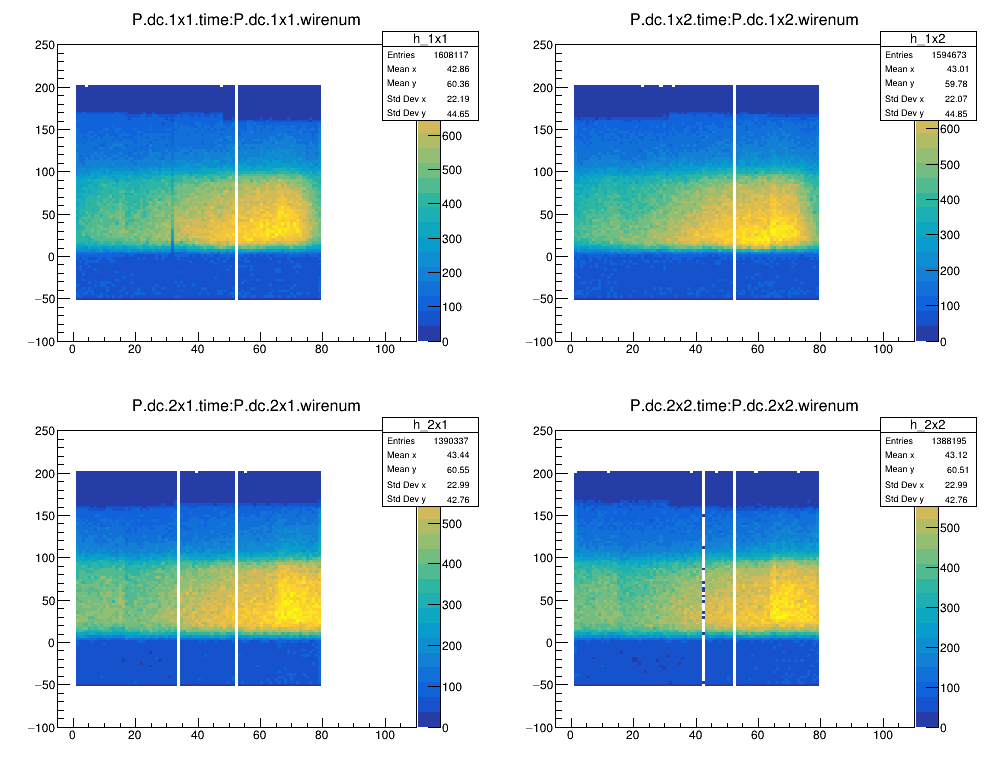 P.dc.1x1.time:P.dc.1x1.wirenum
h_1x1
Entries 1608117
Mean x 42.86
Mean y 60.36
Std Dev x 22.19
Std Dev y 44.65
250
200
150
100
50
0
−50
−100
0 20 40 60 80 100
600
500
400
300
200
100
0
P.dc.1x2.time:P.dc.1x2.wirenum
h_1x2
Entries 1594673
Mean x 43.01
Mean y 59.78
Std Dev x 22.07
Std Dev y 44.85
250
200
150
100
50
0
−50
−100
0 20 40 60 80 100
600
500
400
300
200
100
0
P.dc.2x1.time:P.dc.2x1.wirenum
h_2x1
Entries 1390337
Mean x 43.44
Mean y 60.55
Std Dev x 22.99
Std Dev y 42.76
250
200
150
100
50
0
−50
−100
0 20 40 60 80 100
500
400
300
200
100
0
P.dc.2x2.time:P.dc.2x2.wirenum
h_2x2
Entries 1388195
Mean x 43.12
Mean y 60.51
Std Dev x 22.99
Std Dev y 42.76
250
200
150
100
50
0
−50
−100
0 20 40 60 80 100
500
400
300
200
100
0